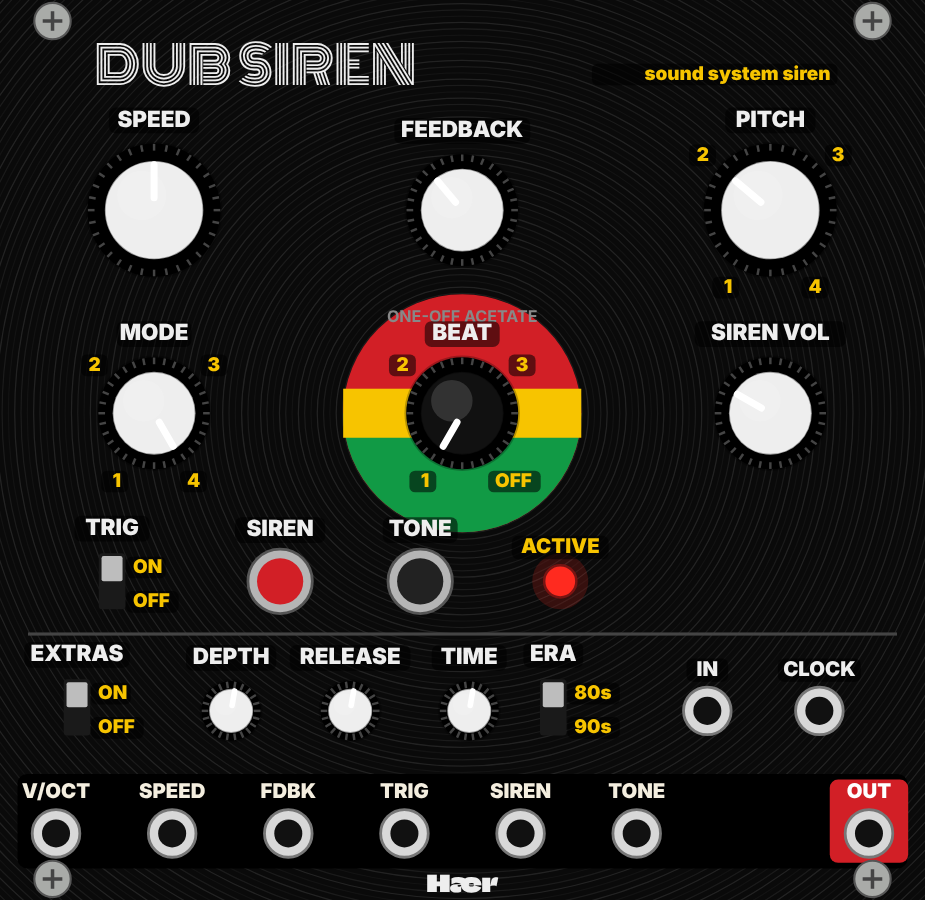 DUB SIREN
sound system siren
SPEED
FEEDBACK
PITCH
2
3
1
4
ONE-OFF ACETATE
MODE
BEAT
SIREN VOL
2
3
2
3
1
4
1
OFF
TRIG
SIREN
TONE
ACTIVE
ON
OFF
EXTRAS
DEPTH
RELEASE
TIME
ERA
IN
CLOCK
ON
OFF
80s
90s
V/OCT
SPEED
FDBK
TRIG
SIREN
TONE
OUT
Hær